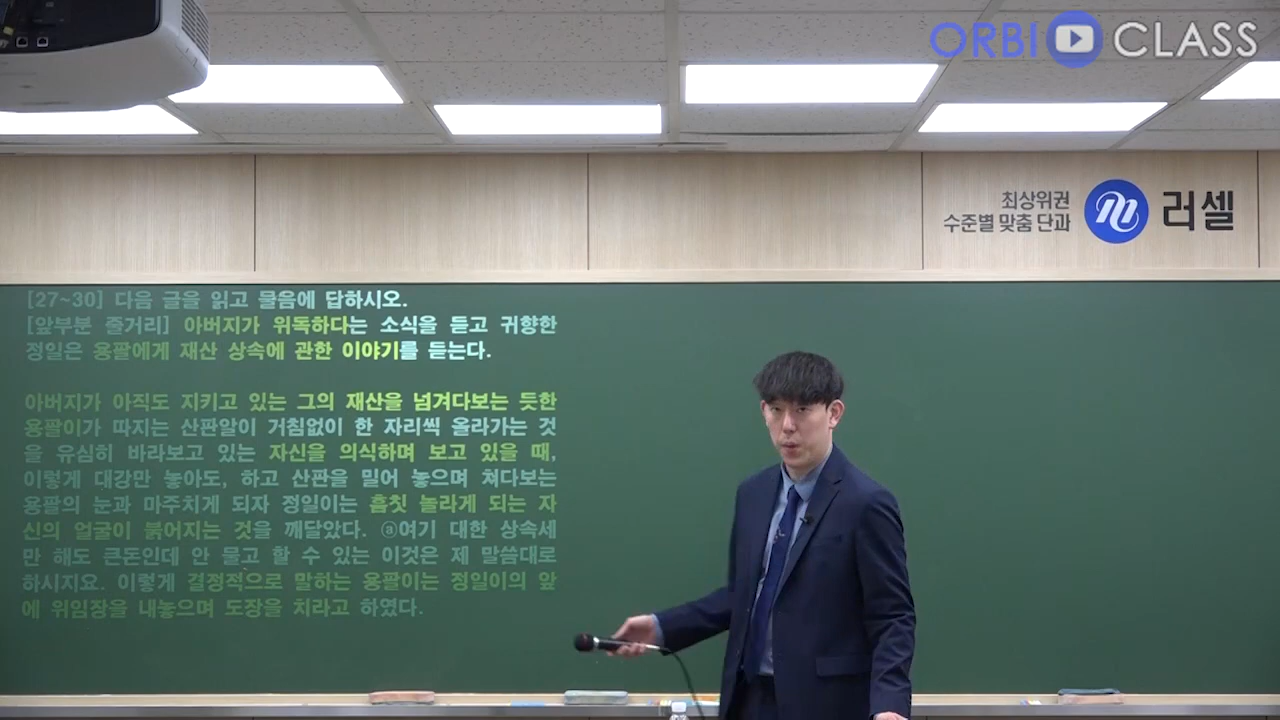 ORBI CLASS
최상위권
수준별 맞춤 단과
러셀
[27~30] 다음 글을 읽고 물음에 답하시오.
[앞부분 줄거리] 아버지가 위독하다는 소식을 듣고 귀향한
정일은 용팔에게 재산 상속에 관한 이야기를 듣는다.
아버지가 아직도 지키고 있는 그의 재산을 넘겨다보는 듯한
용팔이가 따지는 산판알이 거침없이 한 자리씩 올라가는 것
을 유심히 바라보고 있는 자신을 의식하며 보고 있을 때,
이렇게 대강만 놓아도, 하고 산판을 밀어 놓으며 쳐다보는
용팔의 눈과 마주치게 되자 정일이는 흠칫 놀라게 되는 자
신의 얼굴이 붉어지는 것을 깨달았다. ⓐ여기 대한 상속세
만 해도 큰돈인데 안 물고 할 수 있는 이것은 제 말씀대로
하시지요. 이렇게 결정적으로 말하는 용팔이는 정일이의 앞
에 위임장을 내놓으며 도장을 치라고 하였다.